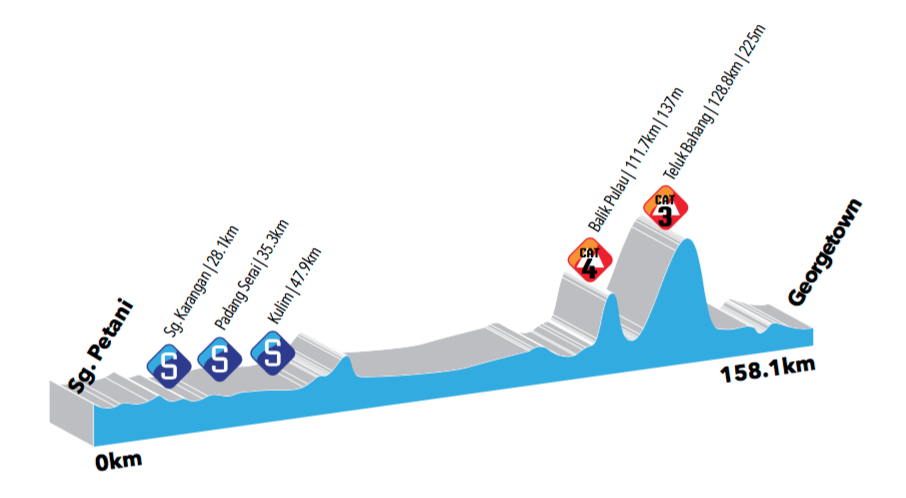 Sg. Petani
S
Sg. Karangan | 28.1km
S
Padang Serai | 35.3km
S
Kulim | 47.9km
CAT
4
Balik Pulau | 111.7km | 137m
CAT
3
Teluk Bahang | 128.8km | 225m
Georgetown
0km
158.1km